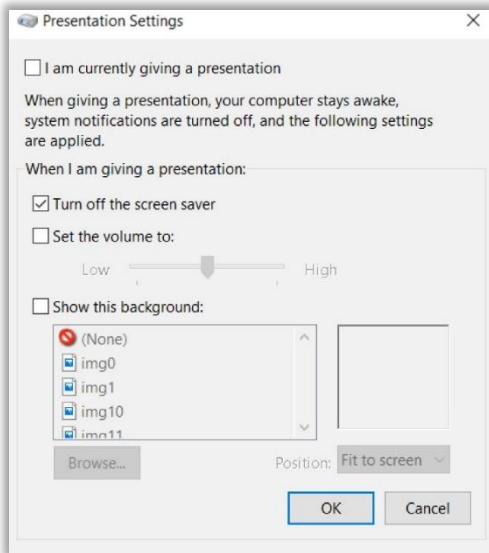 Presentation Settings
I am currently giving a presentation
When giving a presentation, your computer stays awake,
system notifications are turned off, and the following settings
are applied.
When I am giving a presentation:
Turn off the screen saver
Set the volume to:
Low High
Show this background:
(None)
img0
img1
img10
img11
Browse...
Position: Fit to screen
OK Cancel